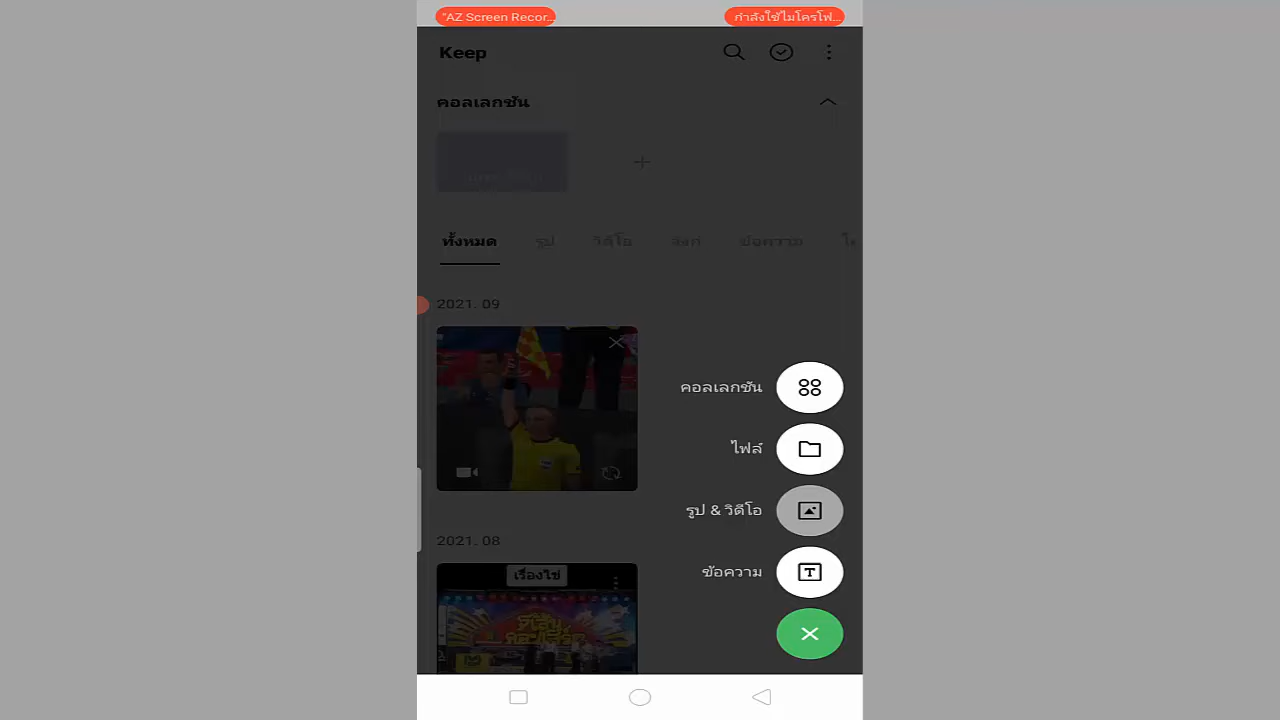 "AZ Screen Recor...
กำลังใช้ไมโครโฟ...
Keep
คอลเลกชัน
ทั้งหมด
รูป
วิดีโอ
ลิงก์
ข้อความ
2021. 09
คอลเลกชัน
ไฟล์
รูป & วิดีโอ
2021. 08
ข้อความ
เรื่องใช่